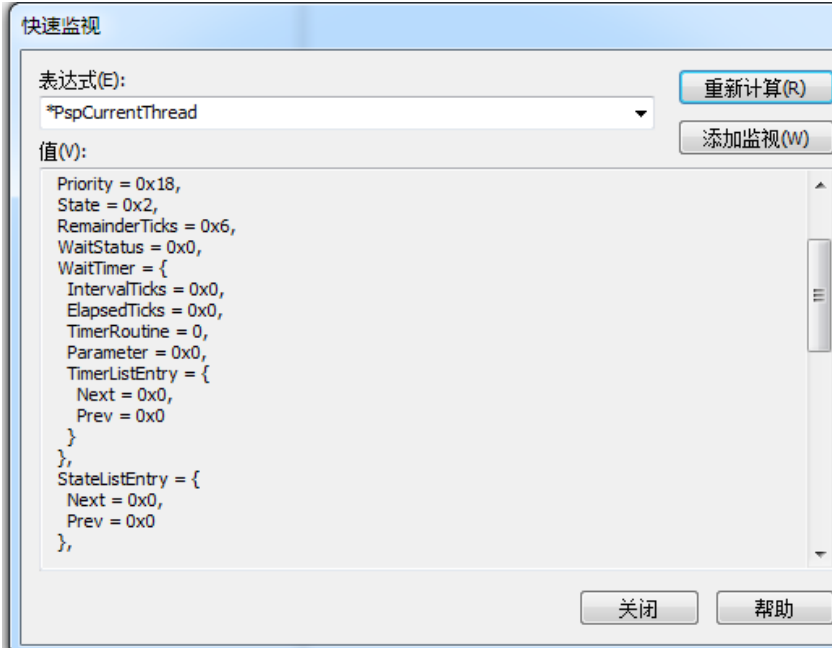 快速监视
表达式(E):
重新计算(R)
*PspCurrentThread
添加监视(W)
值(V):
Priority = 0x18,
State = 0x2,
RemainderTicks = 0x6,
WaitStatus = 0x0,
WaitTimer = {
IntervalTicks = 0x0,
ElapsedTicks = 0x0,
TimerRoutine = 0,
Parameter = 0x0,
TimerListEntry = {
Next = 0x0,
Prev = 0x0
}
},
StateListEntry = {
Next = 0x0,
Prev = 0x0
},
关闭
帮助